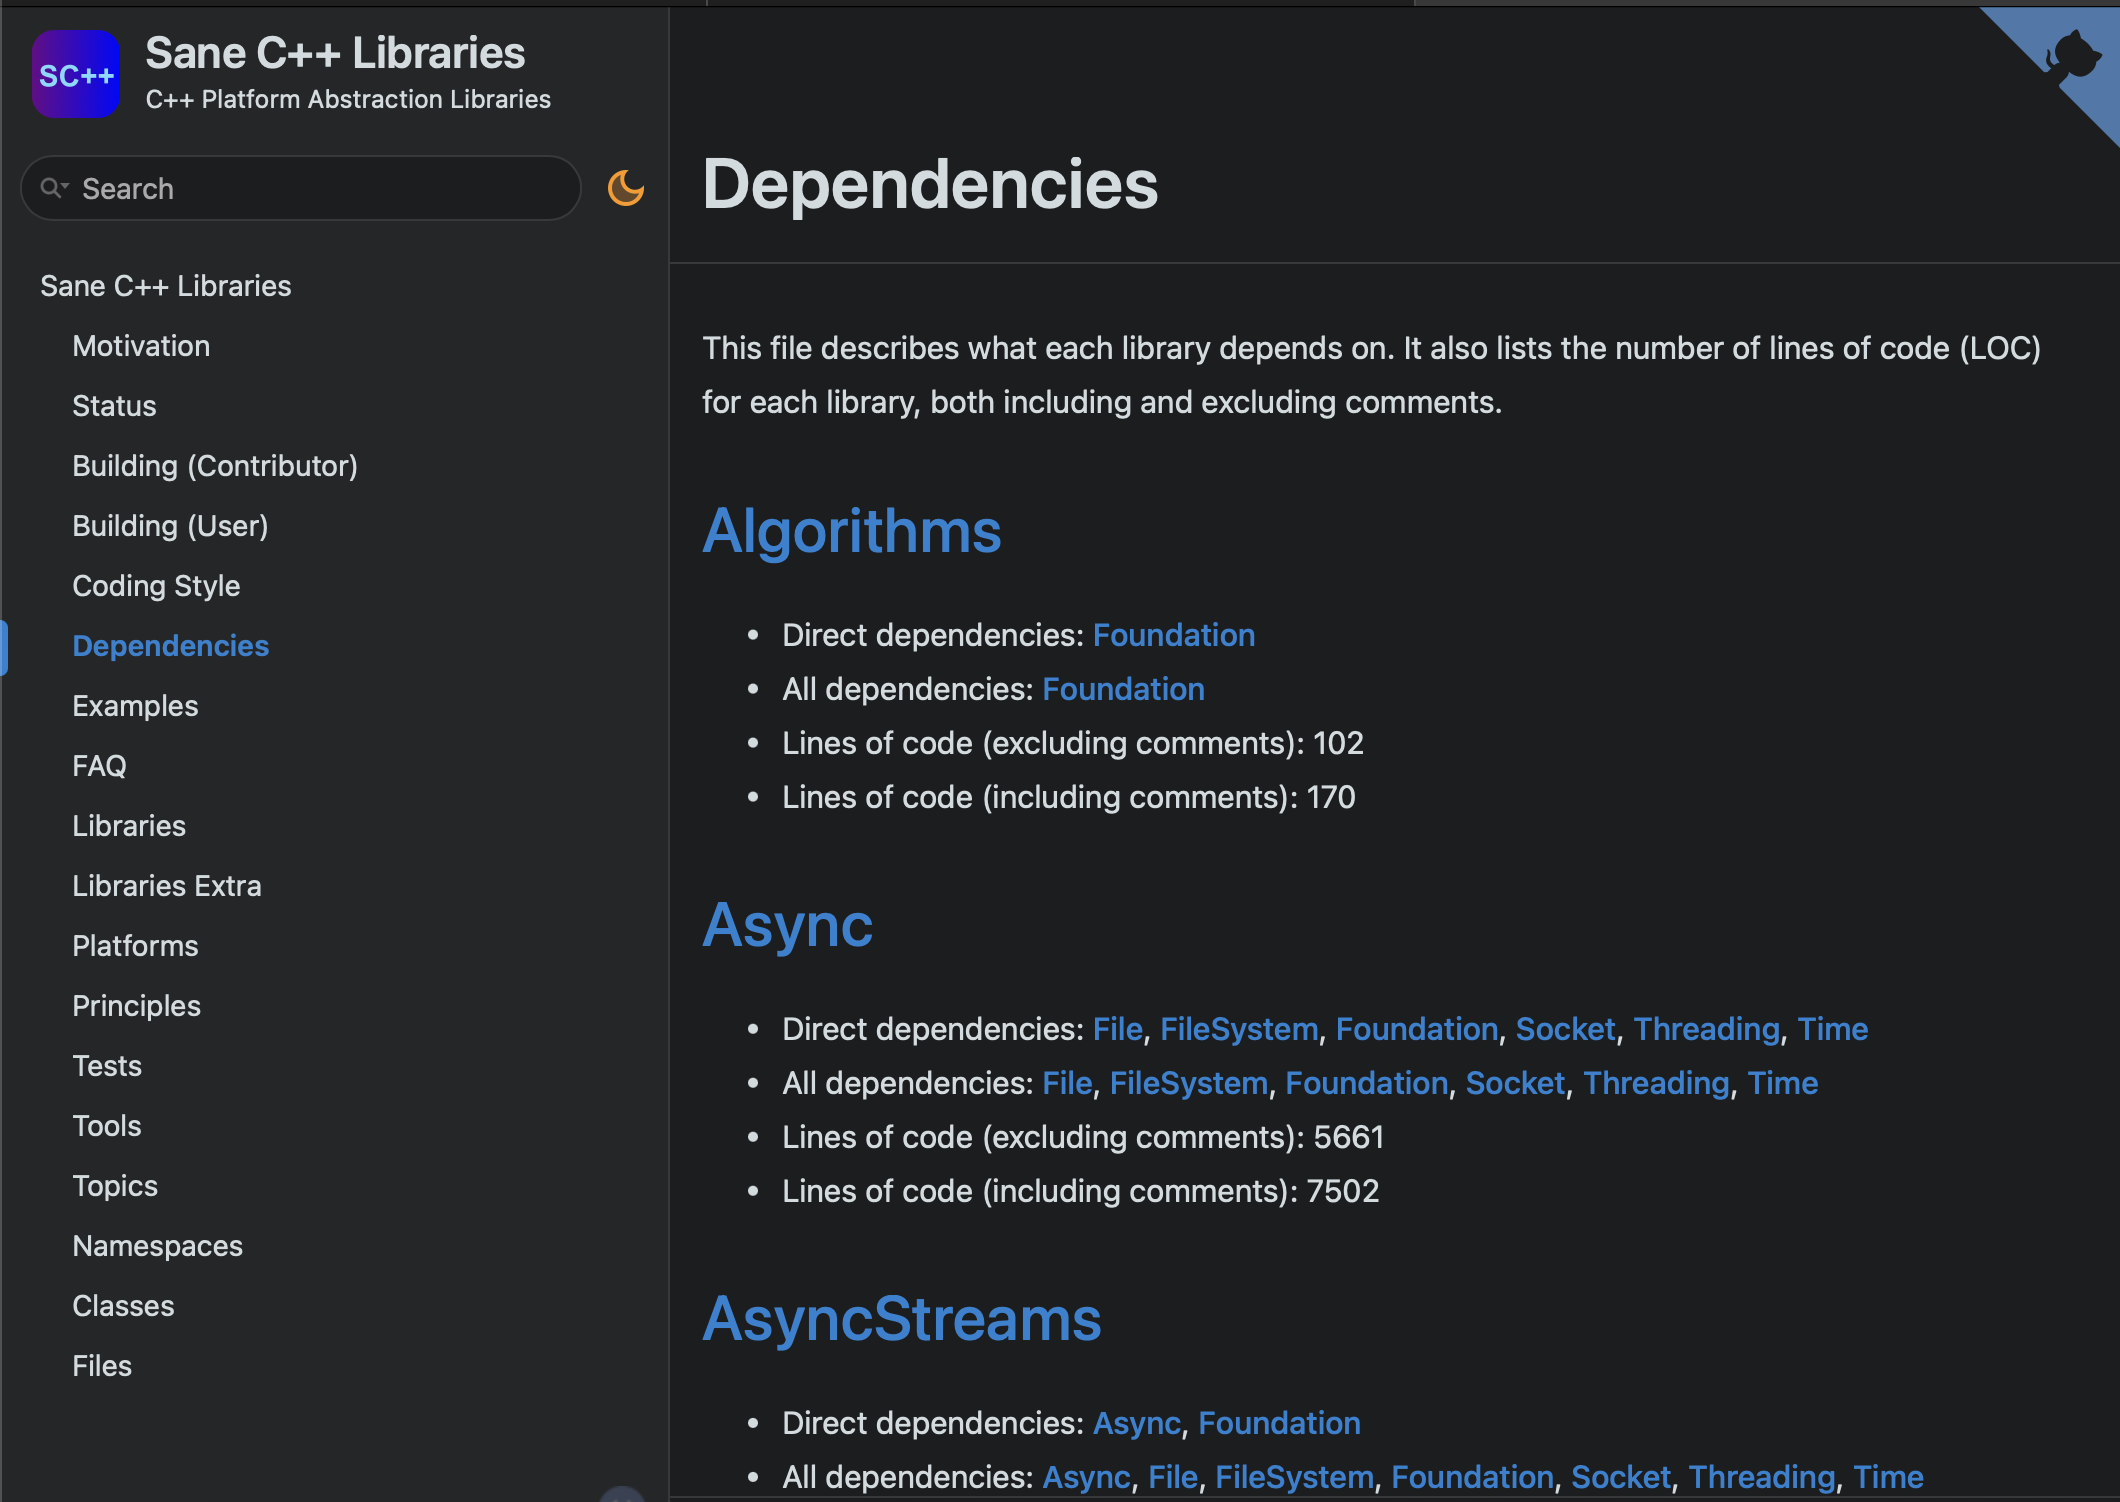 SC++
Sane C++ Libraries
C++ Platform Abstraction Libraries
Search
Sane C++ Libraries
Motivation
Status
Building (Contributor)
Building (User)
Coding Style
Dependencies
Examples
FAQ
Libraries
Libraries Extra
Platforms
Principles
Tests
Tools
Topics
Namespaces
Classes
Files
Dependencies
This file describes what each library depends on. It also lists the number of lines of code (LOC)
for each library, both including and excluding comments.
Algorithms
• Direct dependencies: Foundation
• All dependencies: Foundation
• Lines of code (excluding comments): 102
• Lines of code (including comments): 170
Async
• Direct dependencies: File, FileSystem, Foundation, Socket, Threading, Time
• All dependencies: File, FileSystem, Foundation, Socket, Threading, Time
• Lines of code (excluding comments): 5661
• Lines of code (including comments): 7502
AsyncStreams
• Direct dependencies: Async, Foundation
• All dependencies: Async, File, FileSystem, Foundation, Socket, Threading, Time